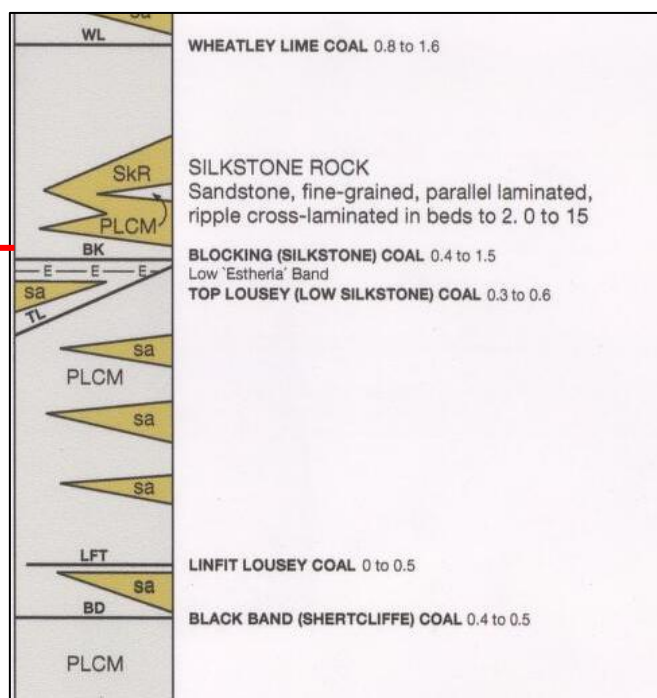 sa
WL
WHEATLEY LIME COAL 0.8 to 1.6
SkR
SILKSTONE ROCK
Sandstone, fine-grained, parallel laminated,
PLCM
ripple cross-laminated in beds to 2. 0 to 15
BK
BLOCKING (SILKSTONE) COAL 0.4 to 1.5
E E E
Low 'Estheria' Band
sa
TOP LOUSEY (LOW SILKSTONE) COAL 0.3 to 0.6
TL
sa
PLCM
sa
sa
LFT
LINFIT LOUSEY COAL 0 to 0.5
sa
BD
BLACK BAND (SHERTCLIFFE) COAL 0.4 to 0.5
PLCM